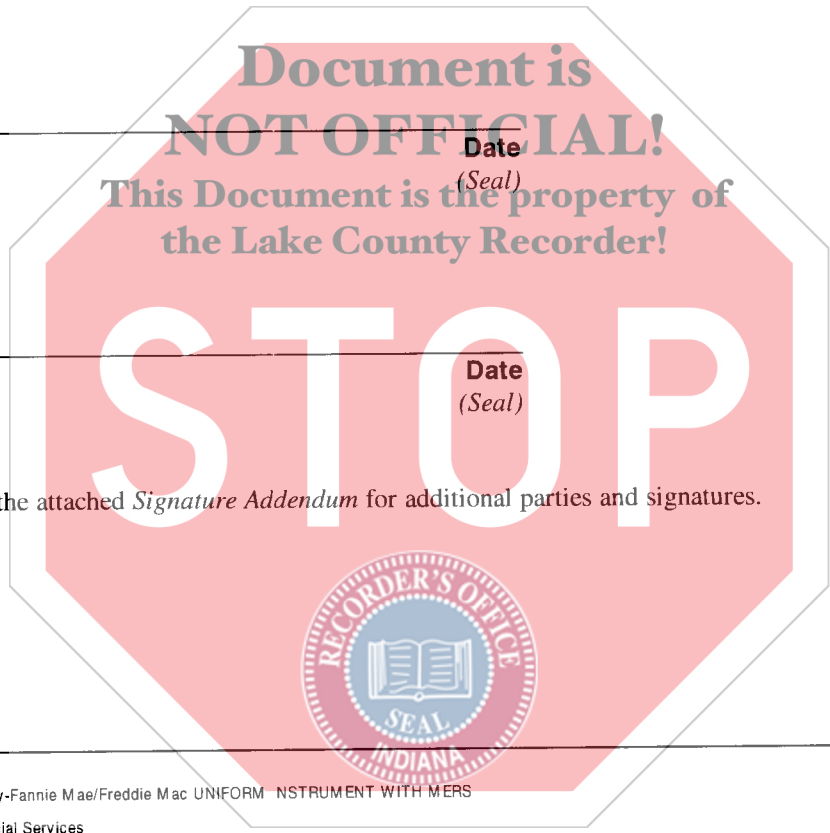 Document is
NOT OFFICIAL!
Date
(Seal)
This Document is the property of
the Lake County Recorder!
STOP
Date
(Seal)
the attached Signature Addendum for additional parties and signatures.
RECORDER'S OFFICE
SEAL
INDIANA
-Fannie Mae/Freddie Mac UNIFORM NSTRUMENT WITH MERS
Services